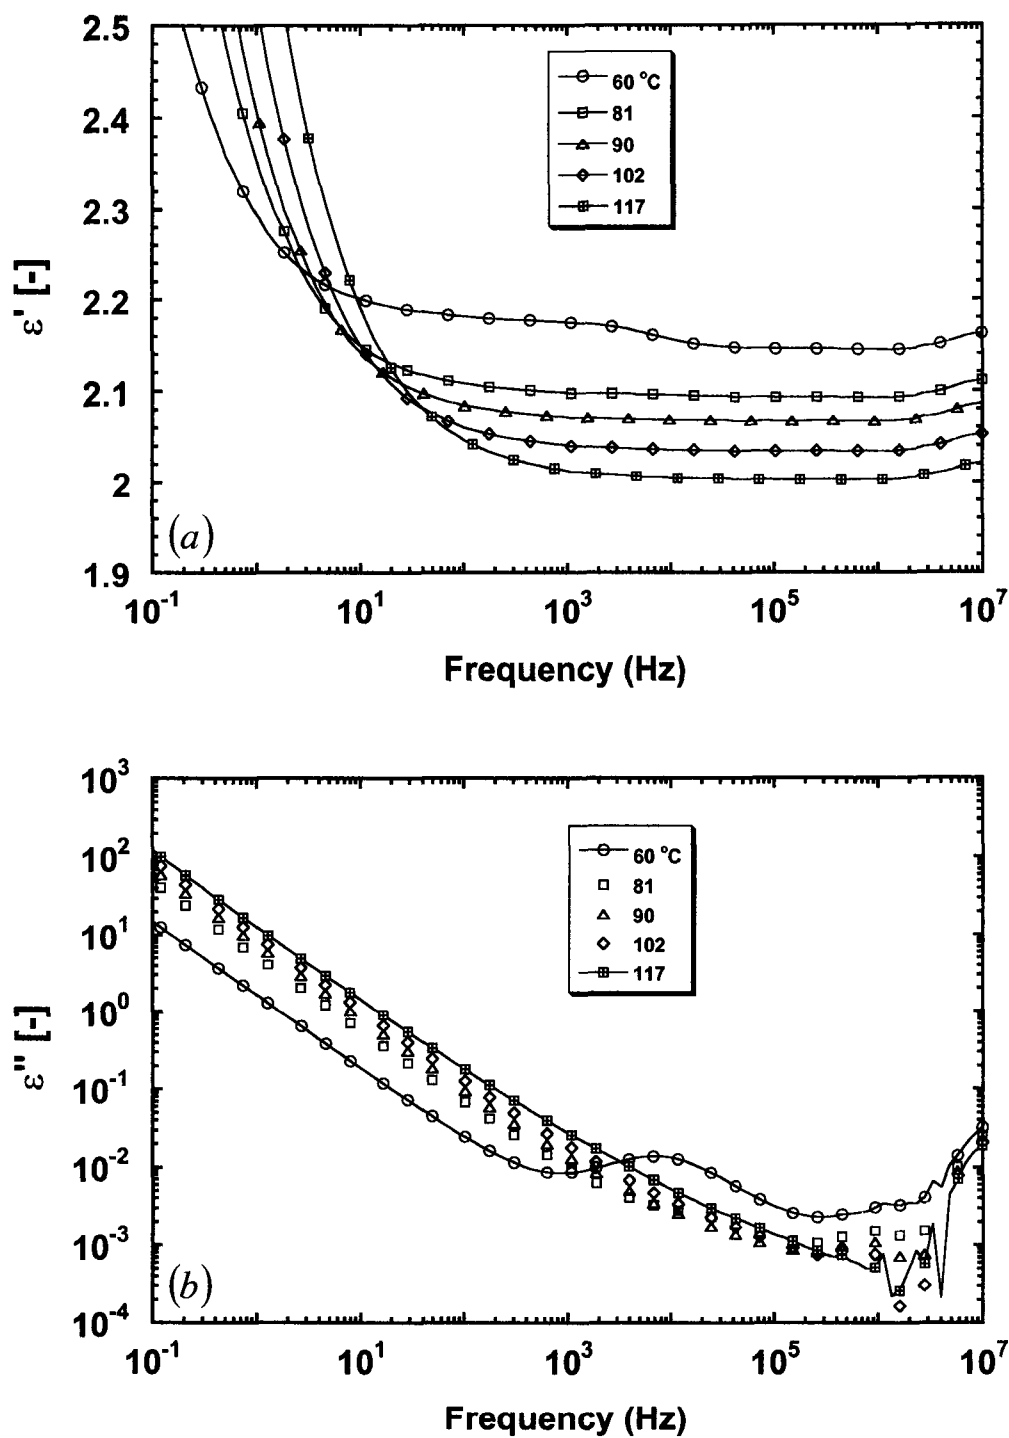 2.5
2.4
2.3
2.2
2.1
2
1.9
ε' [-]
60 °C
81
90
102
117
(a)
10⁻¹ 10¹ 10³ 10⁵ 10⁷
Frequency (Hz)
10³
10²
10¹
10⁰
10⁻¹
10⁻²
10⁻³
10⁻⁴
ε" [-]
60 °C
81
90
102
117
(b)
10⁻¹ 10¹ 10³ 10⁵ 10⁷
Frequency (Hz)